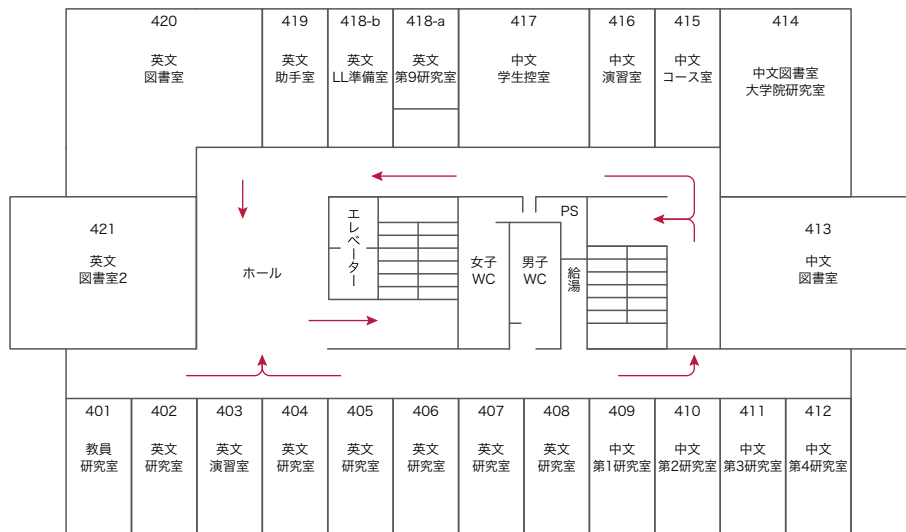 420
英文
図書室
419
英文
助手室
418-b
英文
LL準備室
418-a
英文
第9研究室
417
中文
学生控室
416
中文
演習室
415
中文
コース室
414
中文図書室
大学院研究室
421
英文
図書室2
ホール
エレベーター
女子
WC
男子
WC
PS
給湯
413
中文
図書室
401
教員
研究室
402
英文
研究室
403
英文
演習室
404
英文
研究室
405
英文
研究室
406
英文
研究室
407
英文
研究室
408
英文
研究室
409
中文
第1研究室
410
中文
第2研究室
411
中文
第3研究室
412
中文
第4研究室